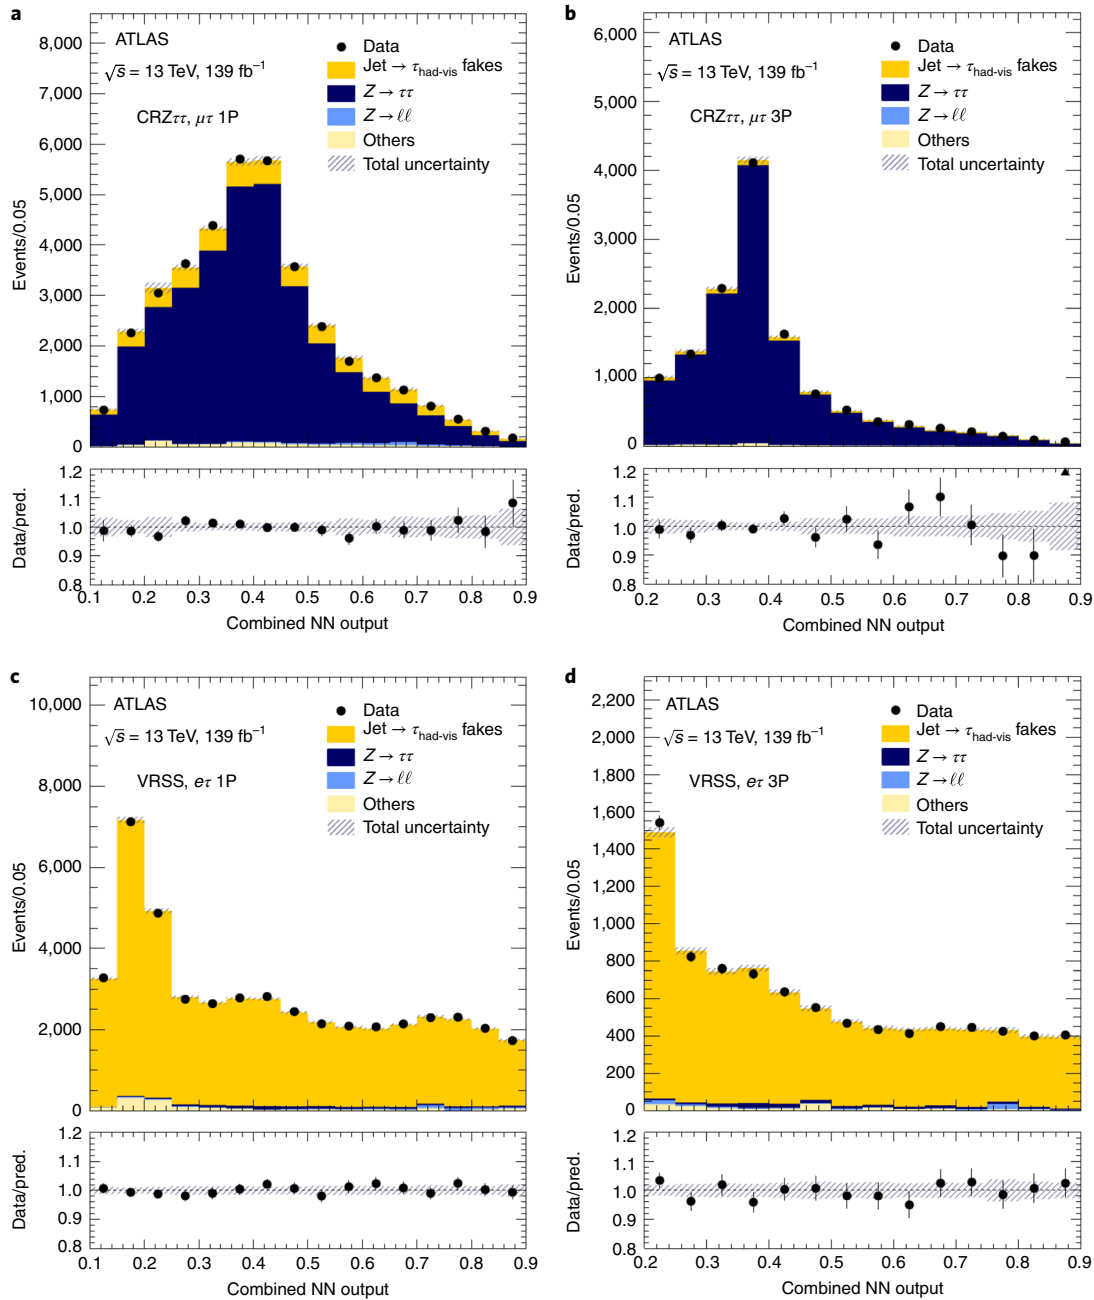 a
8,000
7,000
6,000
5,000
4,000
3,000
2,000
1,000
0
Events/0.05
ATLAS
√s = 13 TeV, 139 fb⁻¹
CRZττ, μτ 1P
Data
Jet → τhad-vis fakes
Z → ττ
Z → ℓℓ
Others
Total uncertainty
1.2
1.1
1.0
0.9
0.8
Data/pred.
0.1 0.2 0.3 0.4 0.5 0.6 0.7 0.8 0.9
Combined NN output
b
6,000
5,000
4,000
3,000
2,000
1,000
0
Events/0.05
ATLAS
√s = 13 TeV, 139 fb⁻¹
CRZττ, μτ 3P
Data
Jet → τhad-vis fakes
Z → ττ
Z → ℓℓ
Others
Total uncertainty
1.2
1.1
1.0
0.9
0.8
Data/pred.
0.2 0.3 0.4 0.5 0.6 0.7 0.8 0.9
Combined NN output
c
10,000
8,000
6,000
4,000
2,000
0
Events/0.05
ATLAS
√s = 13 TeV, 139 fb⁻¹
VRSS, eτ 1P
Data
Jet → τhad-vis fakes
Z → ττ
Z → ℓℓ
Others
Total uncertainty
1.2
1.1
1.0
0.9
0.8
Data/pred.
0.1 0.2 0.3 0.4 0.5 0.6 0.7 0.8 0.9
Combined NN output
d
2,200
2,000
1,800
1,600
1,400
1,200
1,000
800
600
400
200
0
Events/0.05
ATLAS
√s = 13 TeV, 139 fb⁻¹
VRSS, eτ 3P
Data
Jet → τhad-vis fakes
Z → ττ
Z → ℓℓ
Others
Total uncertainty
1.2
1.1
1.0
0.9
0.8
Data/pred.
0.2 0.3 0.4 0.5 0.6 0.7 0.8 0.9
Combined NN output